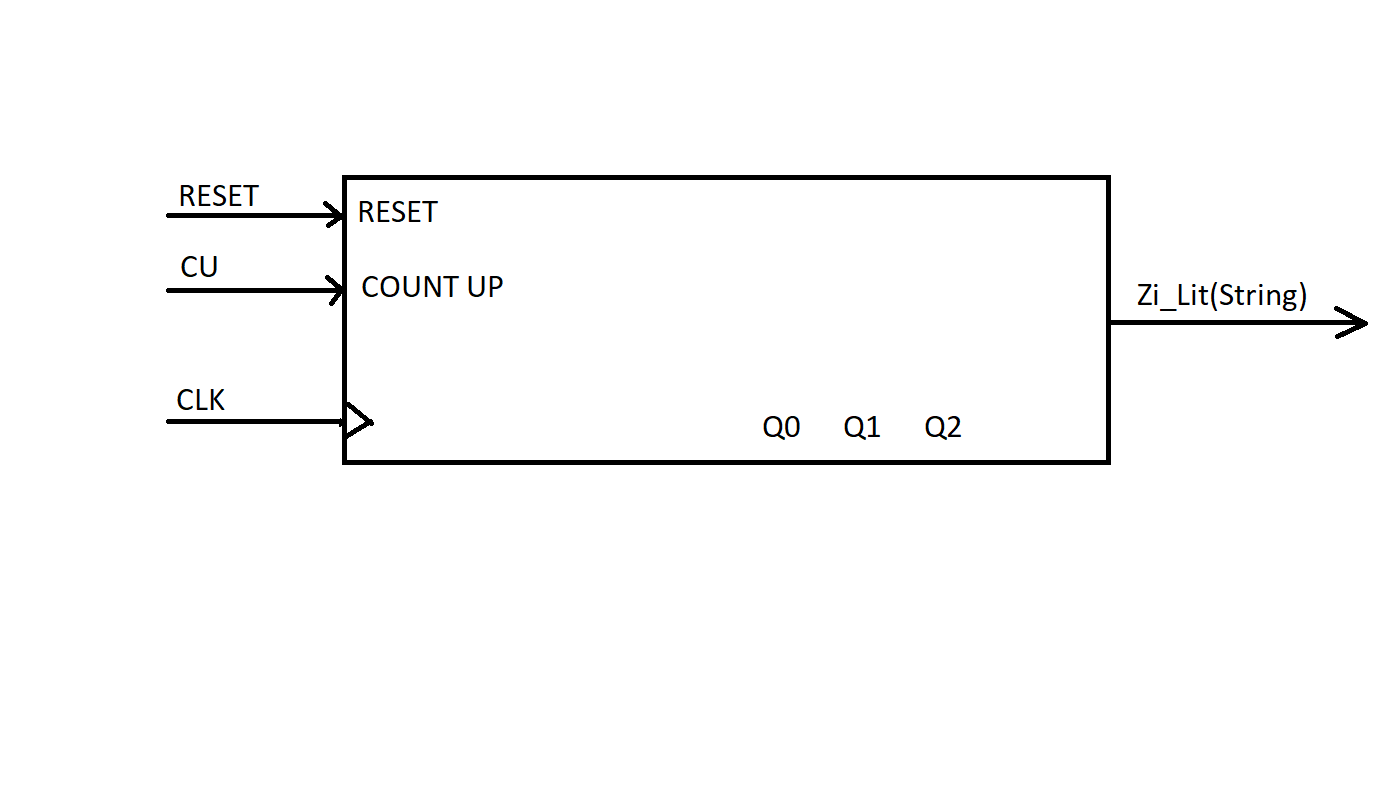 RESET
RESET
CU
COUNT UP
Zi_Lit(String)
CLK
Q0 Q1 Q2